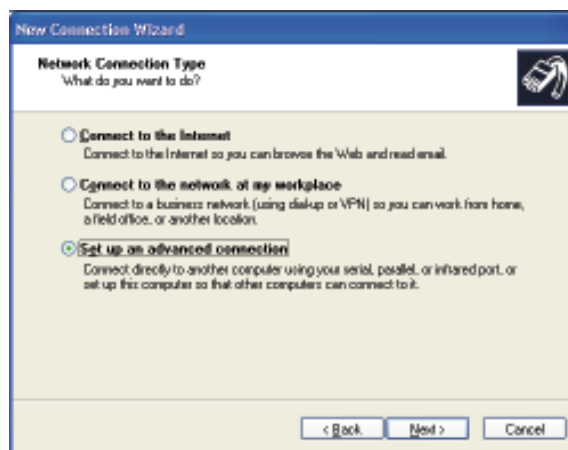 New Connection Wizard
Network Connection Type
What do you want to do?
Connect to the Internet
Connect to the Internet so you can browse the Web and read email.
Connect to the network at my workplace
Connect to a business network (using dial-up or VPN) so you can work from home,
a field office, or another location.
Set up an advanced connection
Connect directly to another computer using your serial, parallel, or infrared port, or
set up this computer so that other computers can connect to it.
< Back
Next >
Cancel